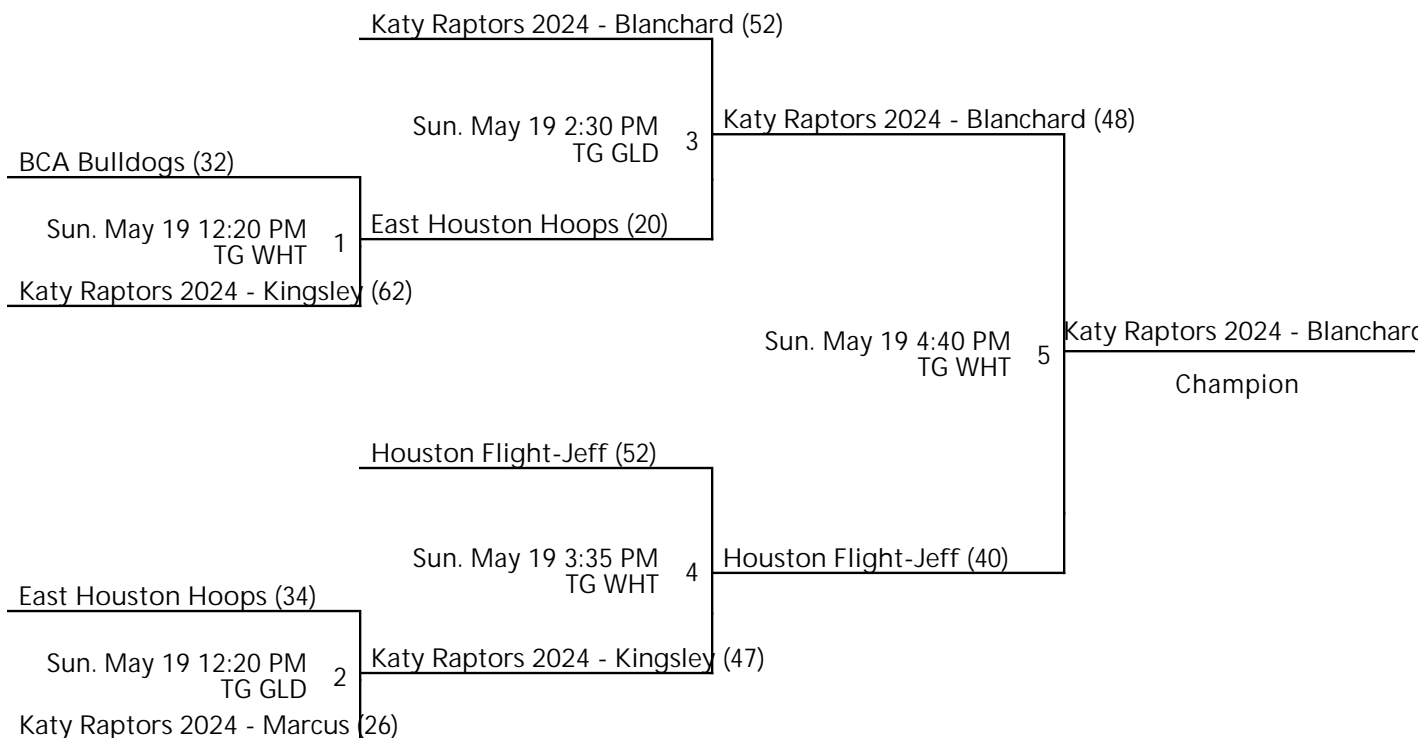 Katy Raptors 2024 - Blanchard (52)
Sun. May 19 2:30 PM
TG GLD
3
Katy Raptors 2024 - Blanchard (48)
BCA Bulldogs (32)
Sun. May 19 12:20 PM
TG WHT
1
East Houston Hoops (20)
Katy Raptors 2024 - Kingsley (62)
Sun. May 19 4:40 PM
TG WHT
5
Katy Raptors 2024 - Blanchard
Champion
Houston Flight-Jeff (52)
Sun. May 19 3:35 PM
TG WHT
4
Houston Flight-Jeff (40)
East Houston Hoops (34)
Sun. May 19 12:20 PM
TG GLD
2
Katy Raptors 2024 - Kingsley (47)
Katy Raptors 2024 - Marcus (26)